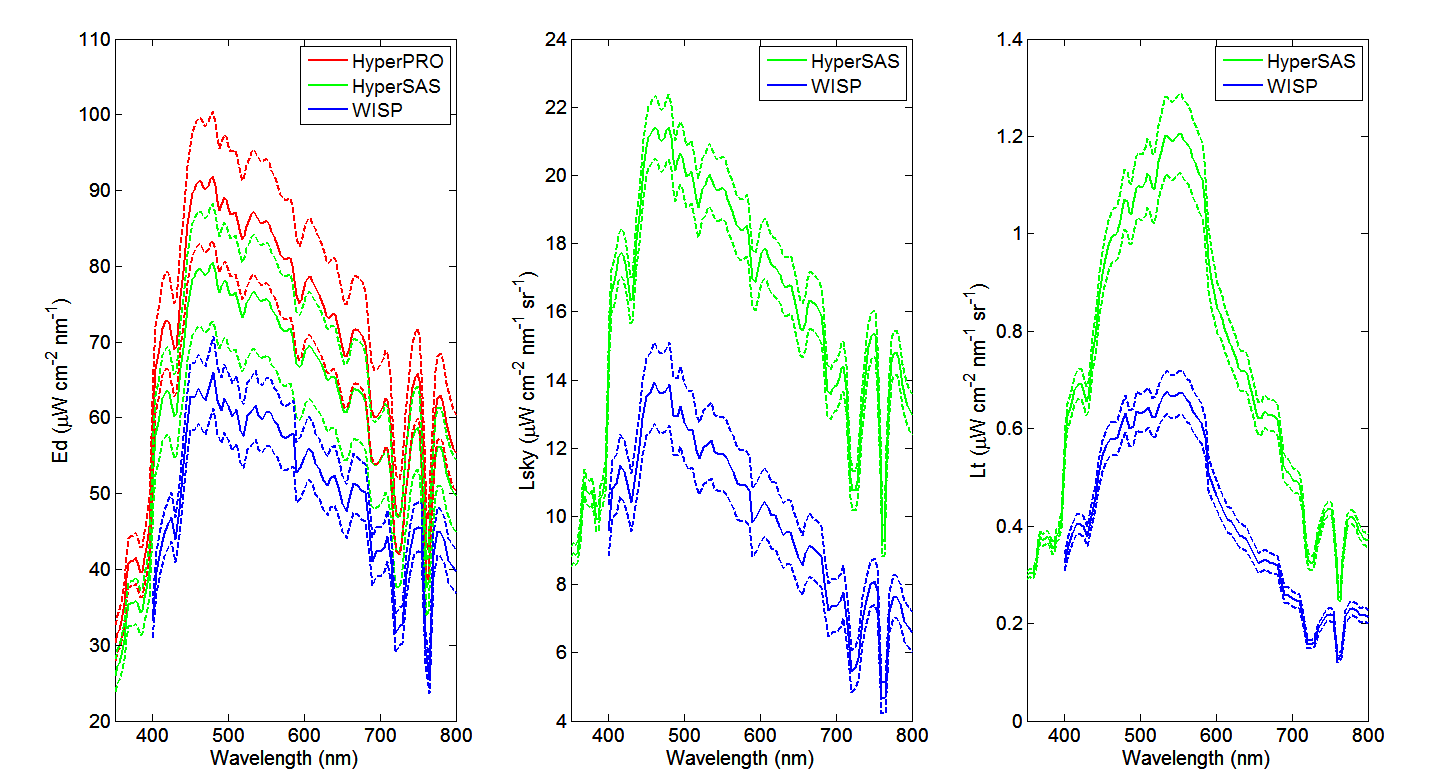 110
100
90
80
70
60
50
40
30
20
Ed (μW cm-2 nm-1)
HyperPRO
HyperSAS
WISP
400 500 600 700 800
Wavelength (nm)
24
22
20
18
16
14
12
10
8
6
4
Lsky (μW cm-2 nm-1 sr-1)
HyperSAS
WISP
400 500 600 700 800
Wavelength (nm)
1.4
1.2
1
0.8
0.6
0.4
0.2
0
Lt (μW cm-2 nm-1 sr-1)
HyperSAS
WISP
400 500 600 700 800
Wavelength (nm)